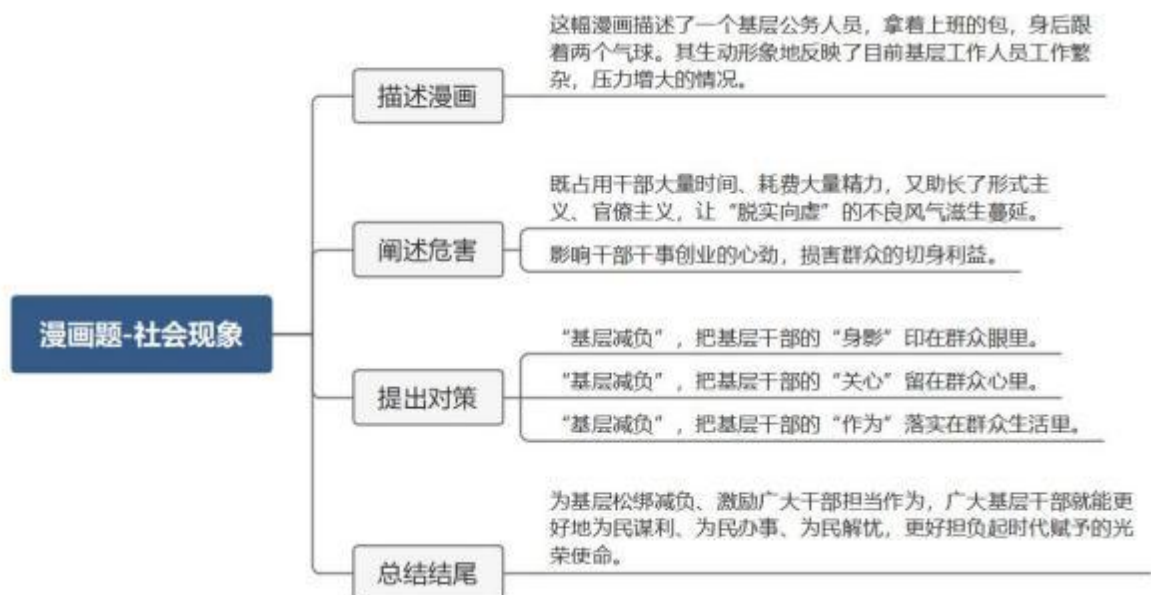 这幅漫画描述了一个基层公务人员，拿着上班的包，身后跟
着两个气球。其生动形象地反映了目前基层工作人员工作繁
杂，压力增大的情况。
描述漫画
既占用干部大量时间、耗费大量精力，又助长了形式主
义、官僚主义，让“脱实向虚”的不良风气滋生蔓延。
阐述危害
影响干部干事创业的心劲，损害群众的切身利益。
漫画题-社会现象
“基层减负”，把基层干部的“身影”印在群众眼里。
提出对策
“基层减负”，把基层干部的“关心”留在群众心里。
“基层减负”，把基层干部的“作为”落实在群众生活里。
为基层松绑减负、激励广大干部担当作为，广大基层干部就能更
好地为民谋利、为民办事、为民解忧，更好担负起时代赋予的光
荣使命。
总结结尾